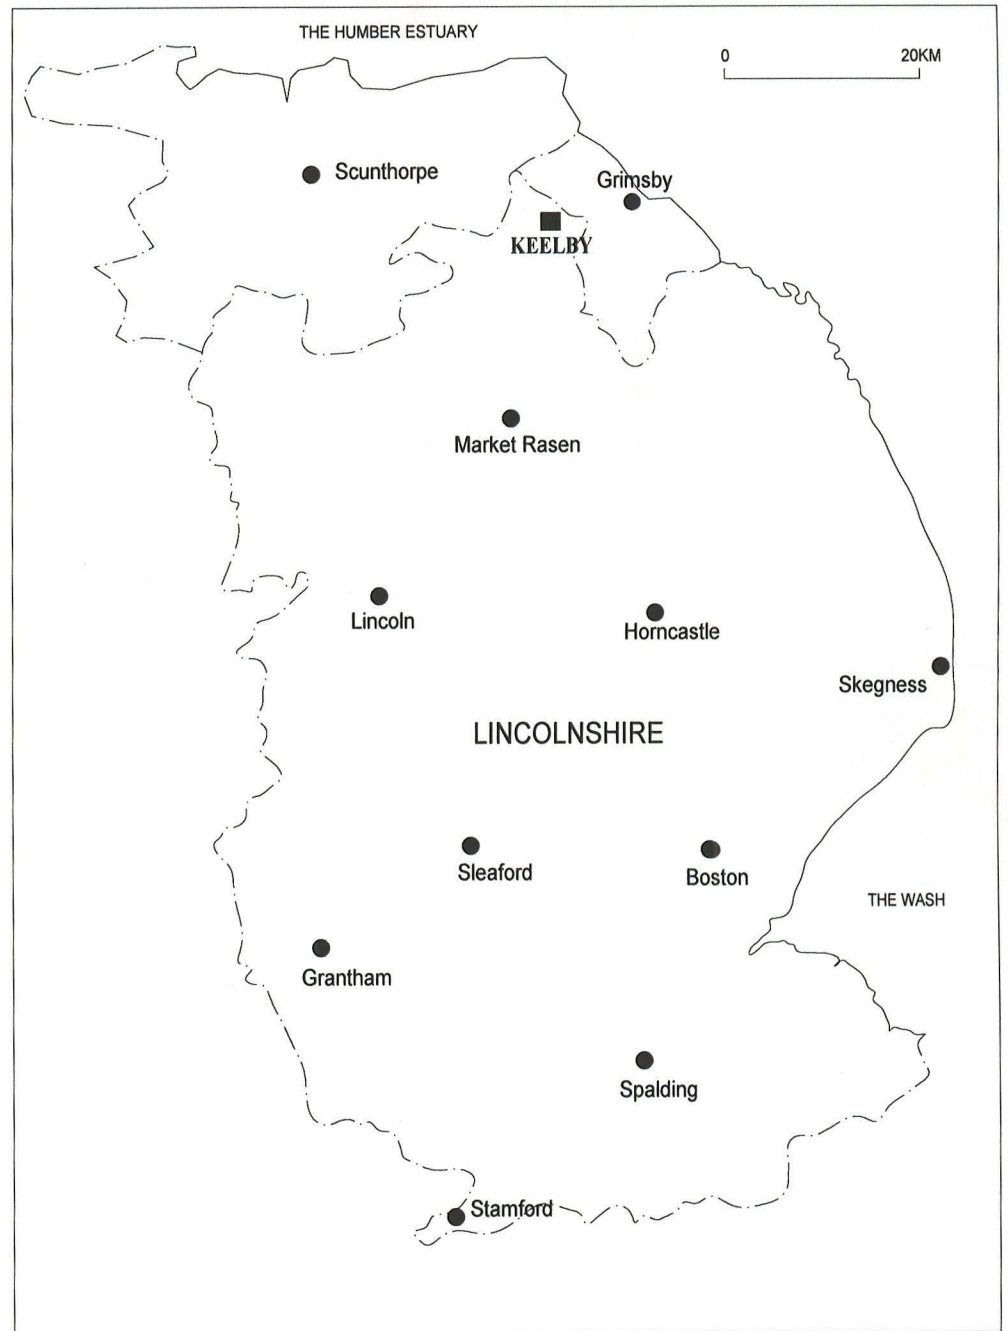 THE HUMBER ESTUARY
0 20KM
Scunthorpe
Grimsby
KEELBY
Market Rasen
Lincoln
Horncastle
Skegness
LINCOLNSHIRE
Sleaford
Boston
THE WASH
Grantham
Spalding
Stamford